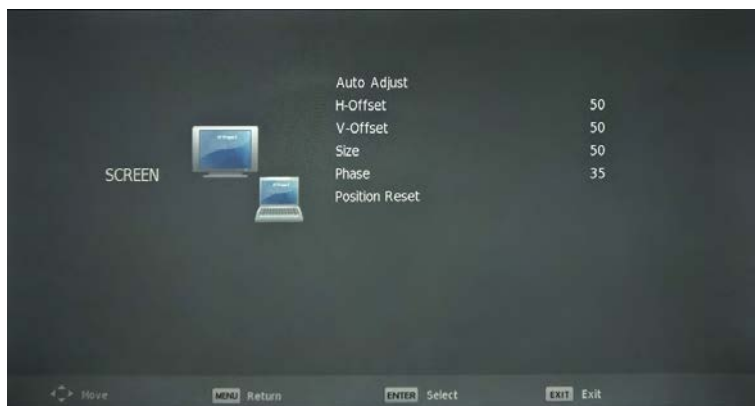 Auto Adjust
H-Offset 50
V-Offset 50
Size 50
SCREEN
Phase 35
Position Reset
Move MENU Return ENTER Select EXIT Exit